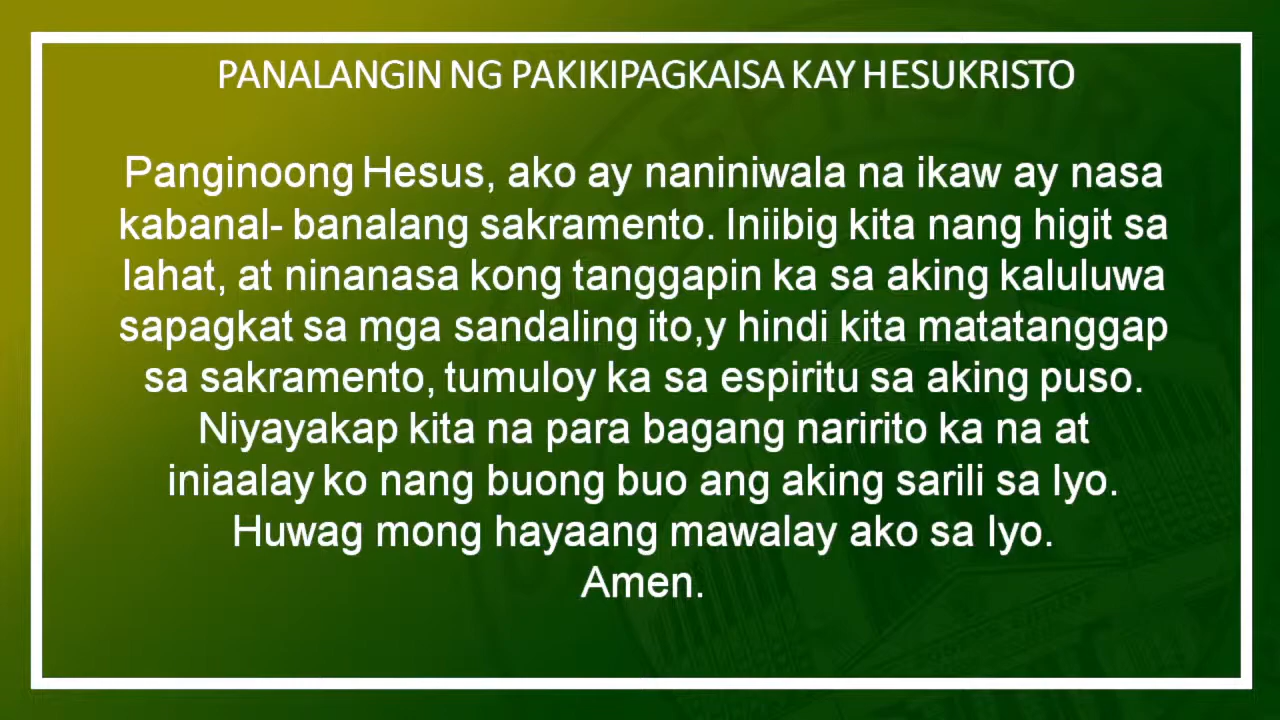 PANALANGIN NG PAKIKIPAGKAISA KAY HESUKRISTO
Panginoong Hesus, ako ay naniniwala na ikaw ay nasa
kabanal- banalang sakramento. Iniibig kita nang higit sa
lahat, at ninanasa kong tanggapin ka sa aking kaluluwa
sapagkat sa mga sandaling ito,y hindi kita matatanggap
sa sakramento, tumuloy ka sa espiritu sa aking puso.
Niyayakap kita na para bagang naririto ka na at
iniaalay ko nang buong buo ang aking sarili sa Iyo.
Huwag mong hayaang mawalay ako sa Iyo.
Amen.